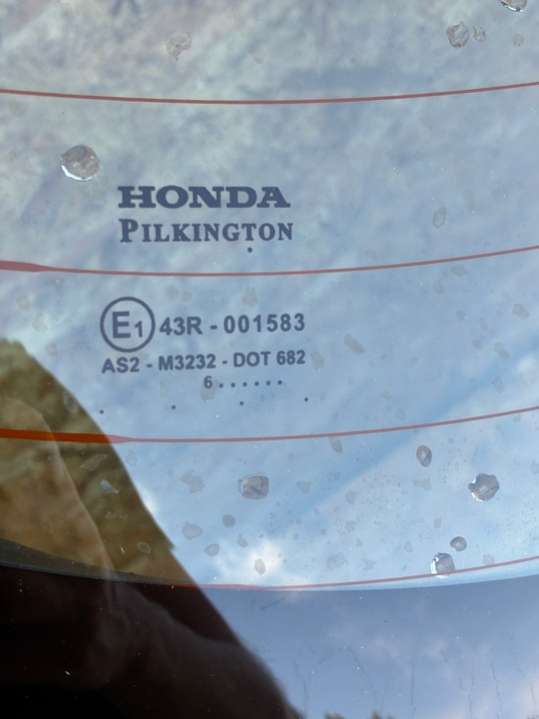 HONDA
PILKINGTON
E1 43R - 001583
AS2 - M3232 - DOT 682
6......